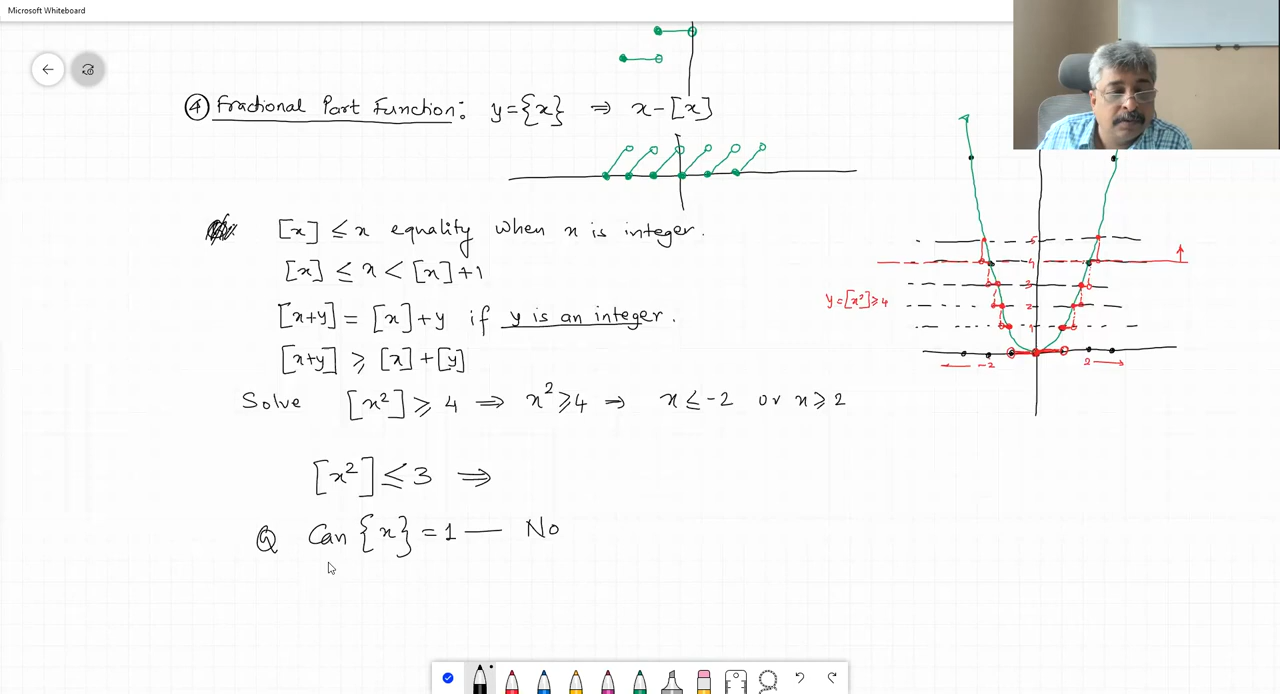 Microsoft Whiteboard
④ Fractional Part Function: y={x} ⇒ x-[x]
[x] ≤ x equality when x is integer.
[x] ≤ x < [x]+1
[x+y] = [x]+y if y is an integer.
[x+y] ≥ [x]+[y]
Solve [x²] ≥ 4 ⇒ x² ≥ 4 ⇒ x ≤ -2 or x ≥ 2
[x²] ≤ 3 ⇒
Q Can {x} = 1 — No
5
4
3
y=[x²]≥4
2
1
-2 2